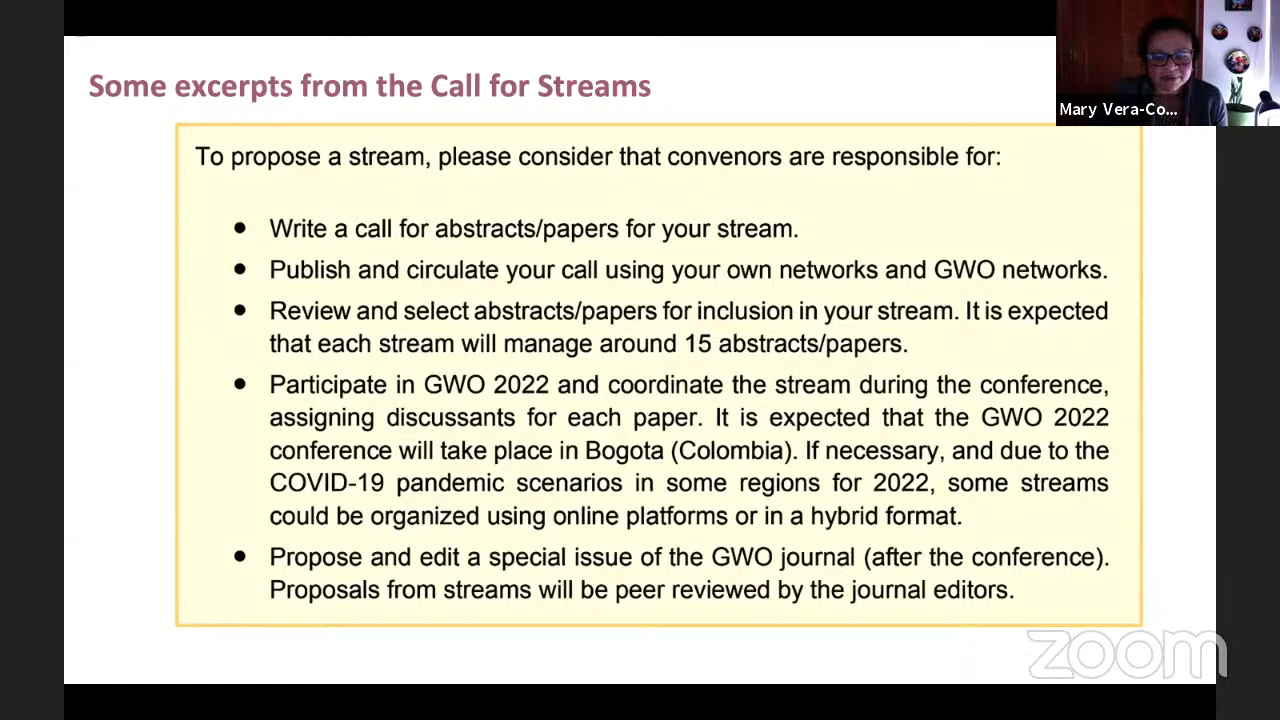 Some excerpts from the Call for Streams
Mary Vera-Co...
To propose a stream, please consider that convenors are responsible for:
● Write a call for abstracts/papers for your stream.
● Publish and circulate your call using your own networks and GWO networks.
● Review and select abstracts/papers for inclusion in your stream. It is expected
that each stream will manage around 15 abstracts/papers.
● Participate in GWO 2022 and coordinate the stream during the conference,
assigning discussants for each paper. It is expected that the GWO 2022
conference will take place in Bogota (Colombia). If necessary, and due to the
COVID-19 pandemic scenarios in some regions for 2022, some streams
could be organized using online platforms or in a hybrid format.
● Propose and edit a special issue of the GWO journal (after the conference).
Proposals from streams will be peer reviewed by the journal editors.
zoom